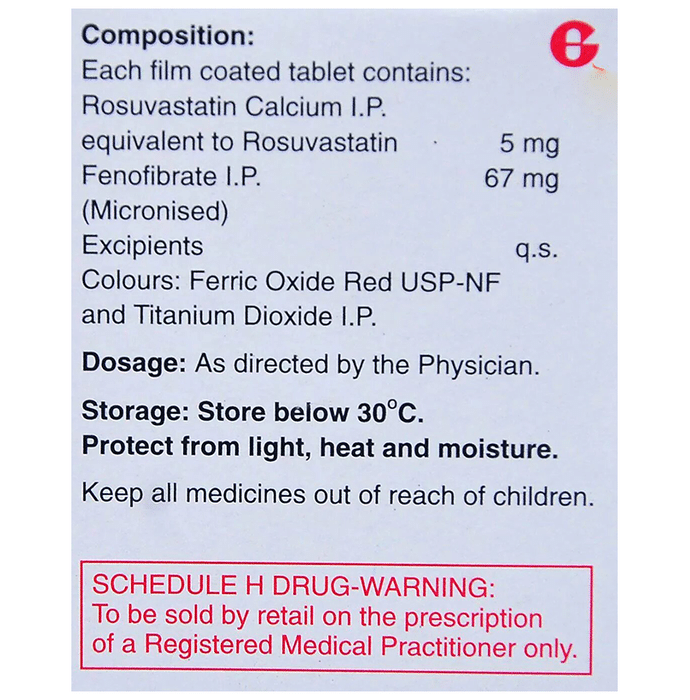 Composition:
Each film coated tablet contains:
Rosuvastatin Calcium I.P.
equivalent to Rosuvastatin 5 mg
Fenofibrate I.P. 67 mg
(Micronised)
Excipients q.s.
Colours: Ferric Oxide Red USP-NF
and Titanium Dioxide I.P.
Dosage: As directed by the Physician.
Storage: Store below 30°C.
Protect from light, heat and moisture.
Keep all medicines out of reach of children.
SCHEDULE H DRUG-WARNING:
To be sold by retail on the prescription
of a Registered Medical Practitioner only.